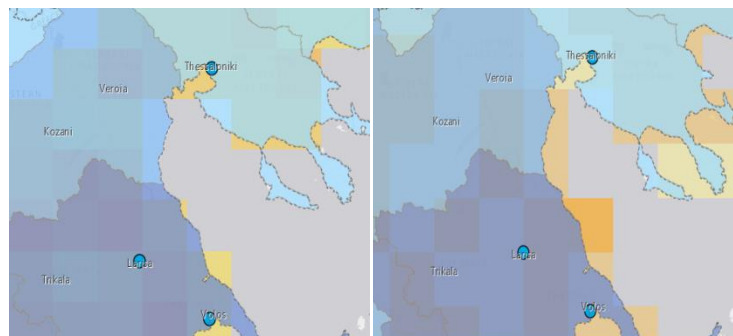 Thessaloniki
Veroia
Kozani
Larisa
Trikala
Volos
Thessaloniki
Veroia
Kozani
Larisa
Trikala
Volos